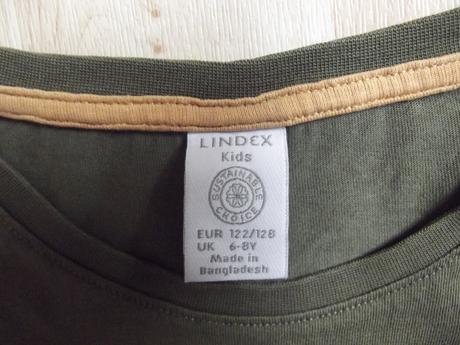 LINDEX
Kids
SUSTAINABLE
CHOICE
EUR 122/128
UK 6-8Y
Made in
Bangladesh